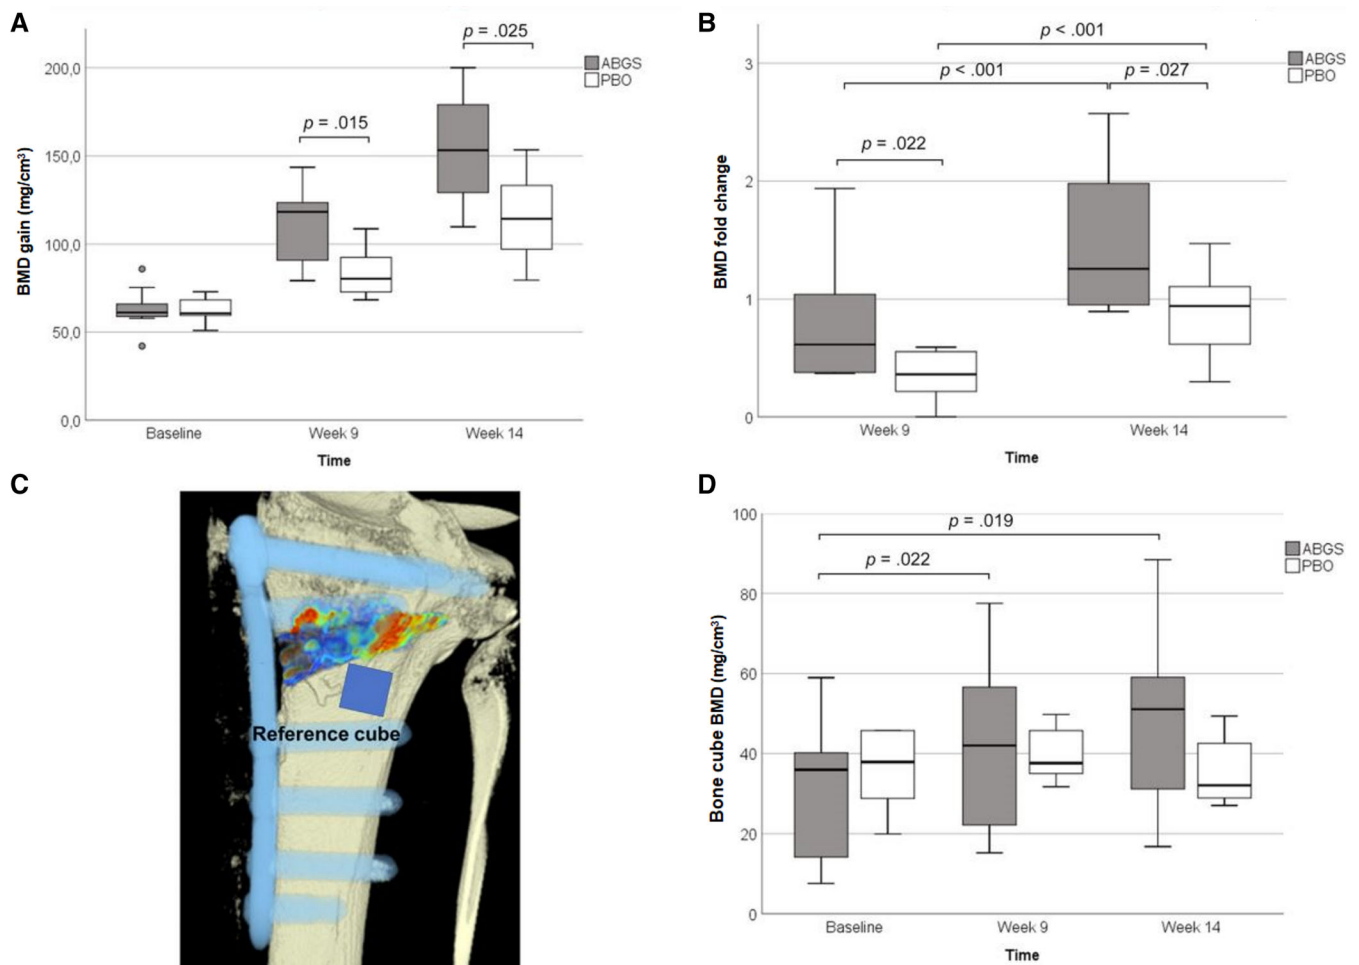 A
p = .025
ABGS
PBO
p = .015
200,0
150,0
100,0
50,0
0,0
BMD gain (mg/cm³)
Baseline
Week 9
Week 14
Time
B
p < .001
p < .001
p = .027
ABGS
PBO
p = .022
3
2
1
0
BMD fold change
Week 9
Week 14
Time
C
Reference cube
D
p = .019
ABGS
PBO
p = .022
100
80
60
40
20
0
Bone cube BMD (mg/cm³)
Baseline
Week 9
Week 14
Time